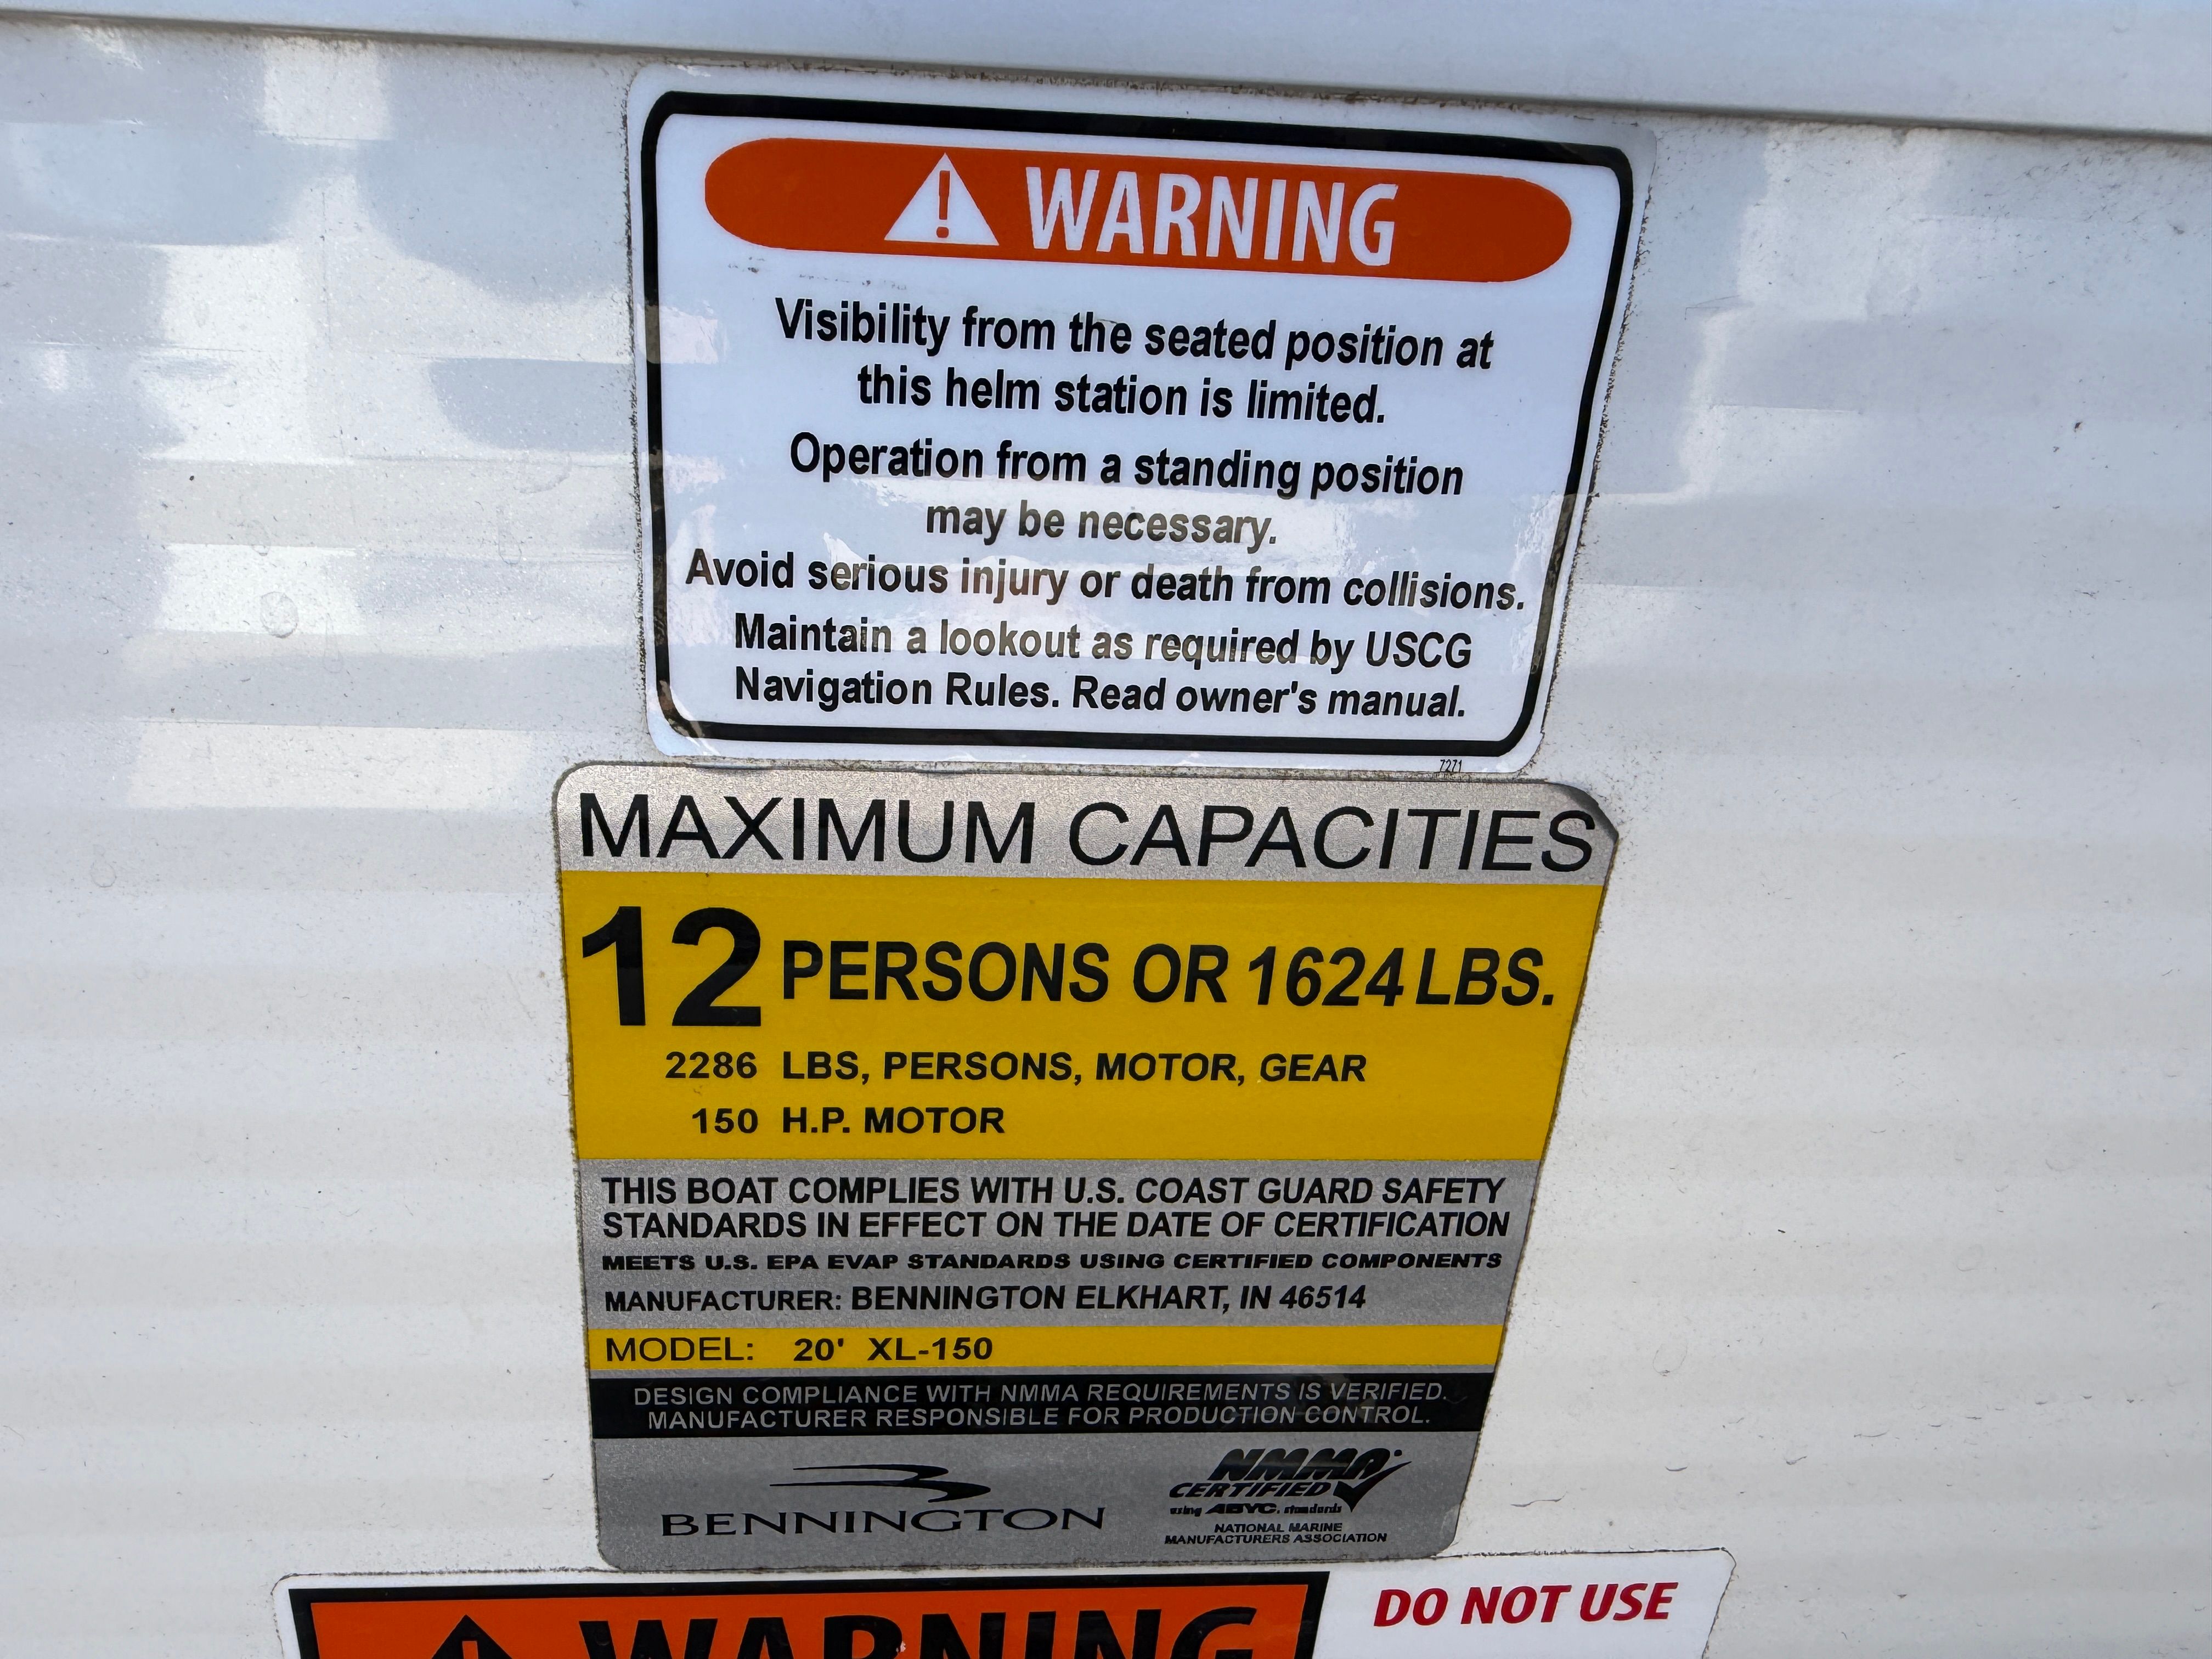 WARNING
Visibility from the seated position at
this helm station is limited.
Operation from a standing position
may be necessary.
Avoid serious injury or death from collisions.
Maintain a lookout as required by USCG
Navigation Rules. Read owner's manual.
7271
MAXIMUM CAPACITIES
12 PERSONS OR 1624 LBS.
2286 LBS, PERSONS, MOTOR, GEAR
150 H.P. MOTOR
THIS BOAT COMPLIES WITH U.S. COAST GUARD SAFETY
STANDARDS IN EFFECT ON THE DATE OF CERTIFICATION
MEETS U.S. EPA EVAP STANDARDS USING CERTIFIED COMPONENTS
MANUFACTURER: BENNINGTON ELKHART, IN 46514
MODEL: 20' XL-150
DESIGN COMPLIANCE WITH NMMA REQUIREMENTS IS VERIFIED.
MANUFACTURER RESPONSIBLE FOR PRODUCTION CONTROL.
BENNINGTON
NMMA
CERTIFIED
using ABYC. standards
NATIONAL MARINE
MANUFACTURERS ASSOCIATION
WARNING
DO NOT USE